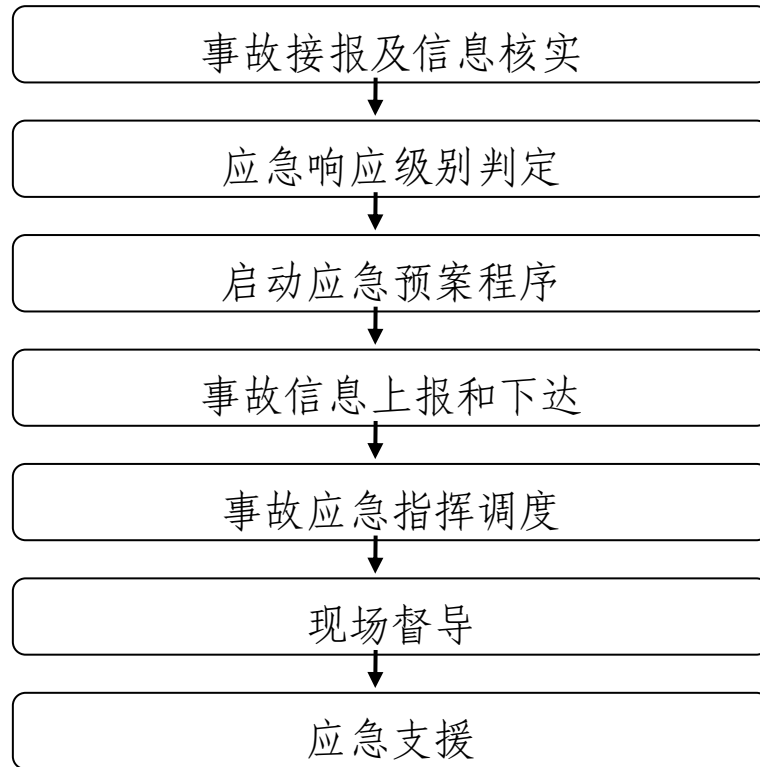 事故接报及信息核实
应急响应级别判定
启动应急预案程序
事故信息上报和下达
事故应急指挥调度
现场督导
应急支援